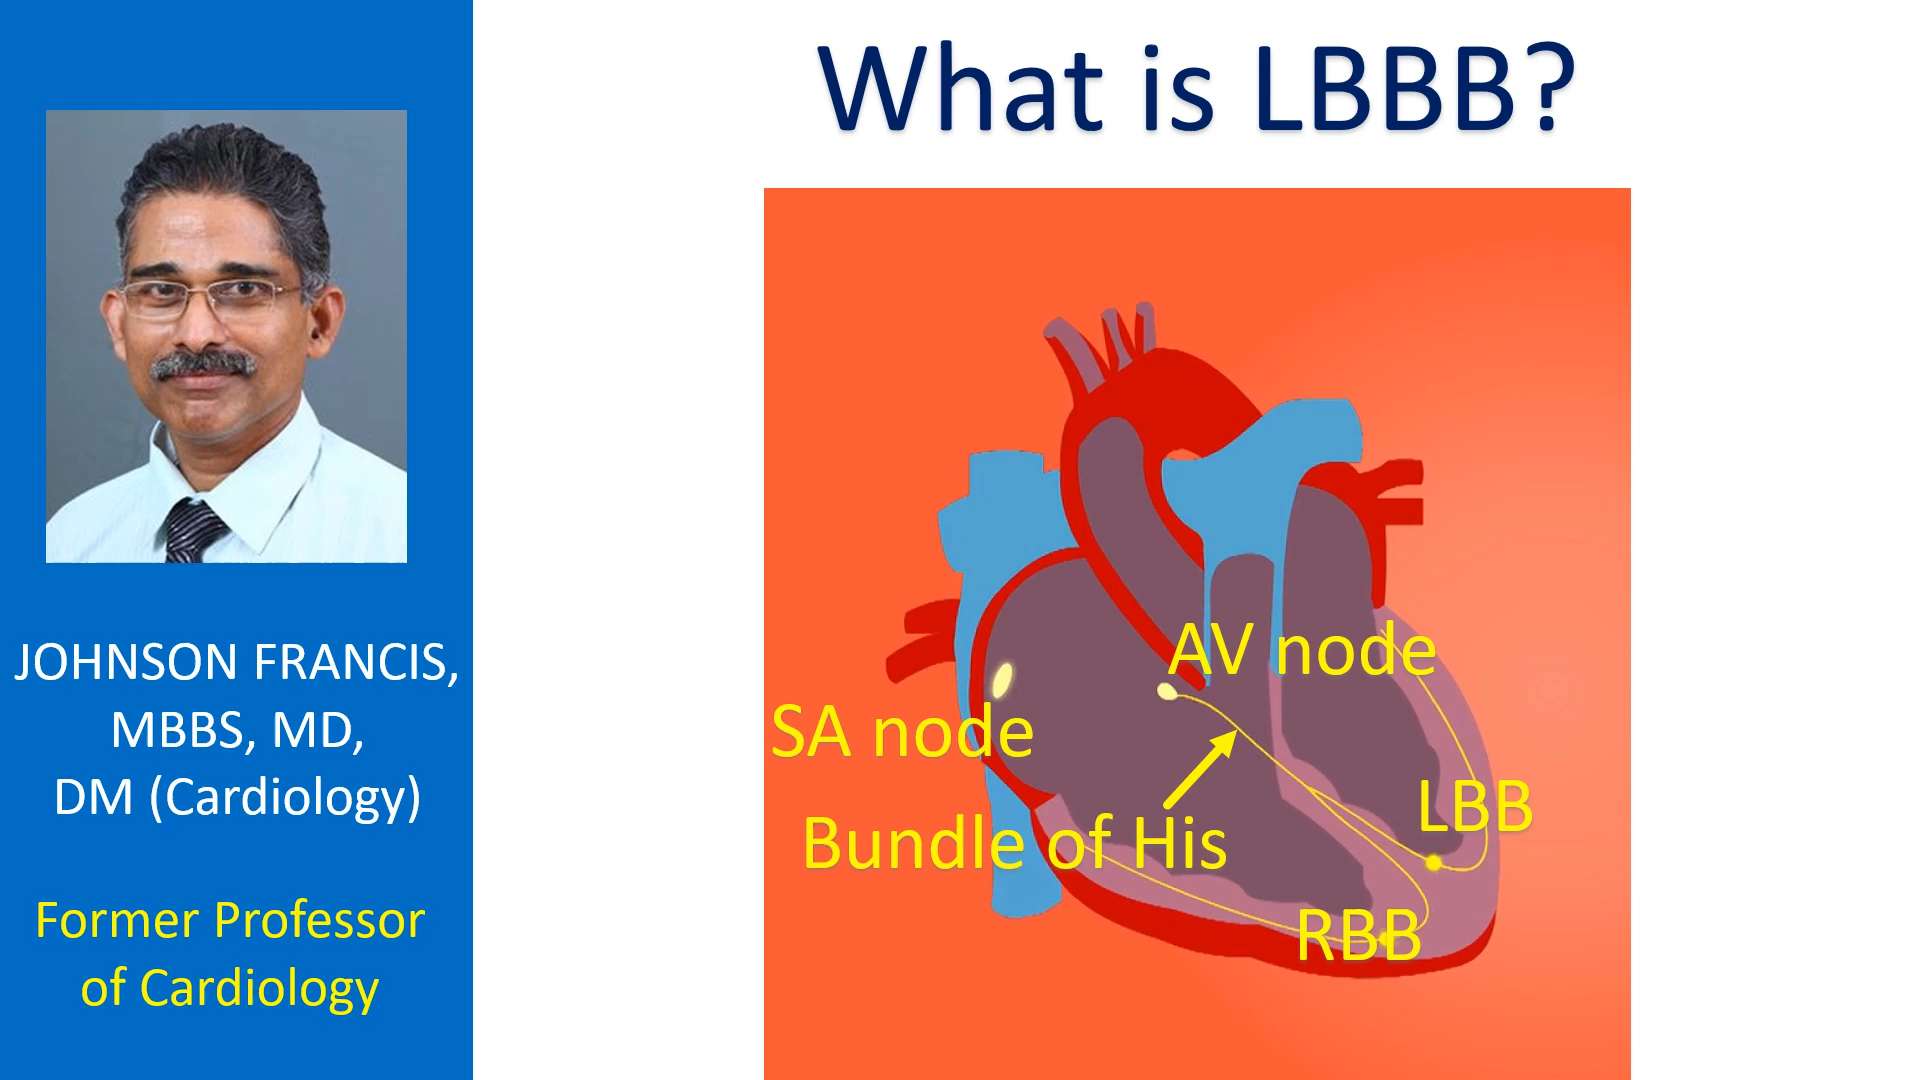 What is LBBB?
JOHNSON FRANCIS,
MBBS, MD,
DM (Cardiology)
Former Professor
of Cardiology
AV node
SA node
LBB
Bundle of His
RBB